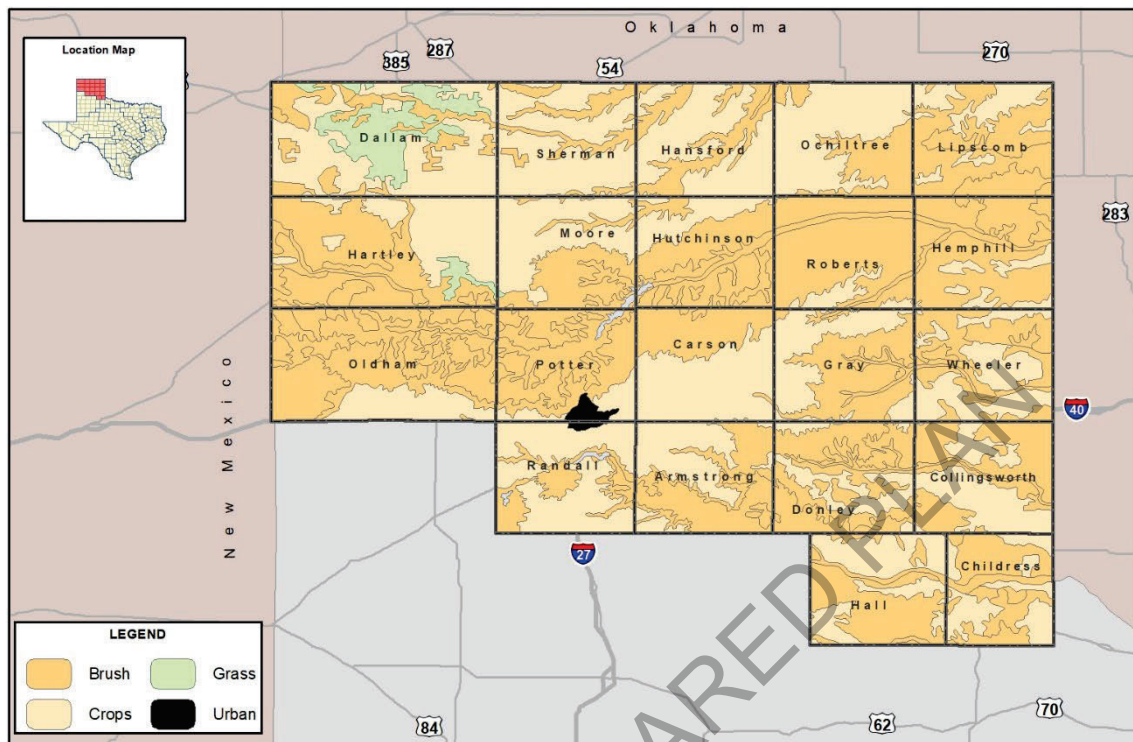 Oklahoma
Location Map
287
385
54
270
Dallam
Sherman
Hansford
Ochiltree
Lipscomb
283
Hartley
Moore
Hutchinson
Roberts
Hemphill
Oldham
Potter
Carson
Gray
Wheeler
40
New Mexico
Randall
Armstrong
Donley
Collingsworth
27
Childress
Hall
LEGEND
Brush
Grass
Crops
Urban
84
62
70
ARED PLAN